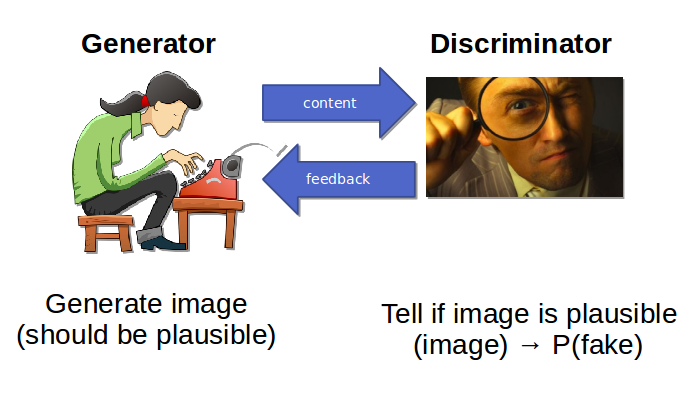 Generator
Discriminator
content
feedback
Generate image
(should be plausible)
Tell if image is plausible
(image) → P(fake)